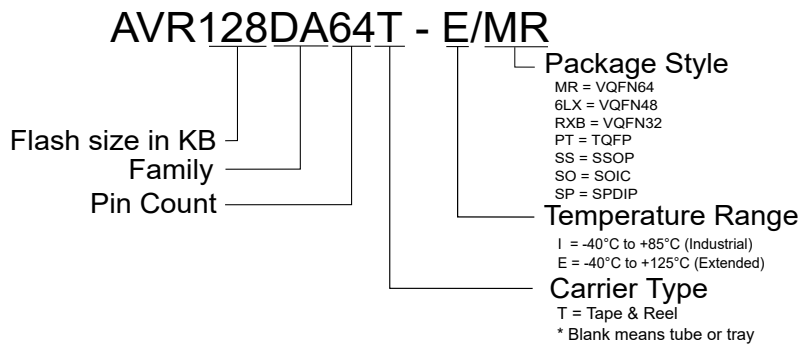 AVR128DA64T - E/MR
Package Style
MR = VQFN64
6LX = VQFN48
RXB = VQFN32
PT = TQFP
SS = SSOP
SO = SOIC
SP = SPDIP
Flash size in KB
Family
Pin Count
Temperature Range
I = -40°C to +85°C (Industrial)
E = -40°C to +125°C (Extended)
Carrier Type
T = Tape & Reel
* Blank means tube or tray